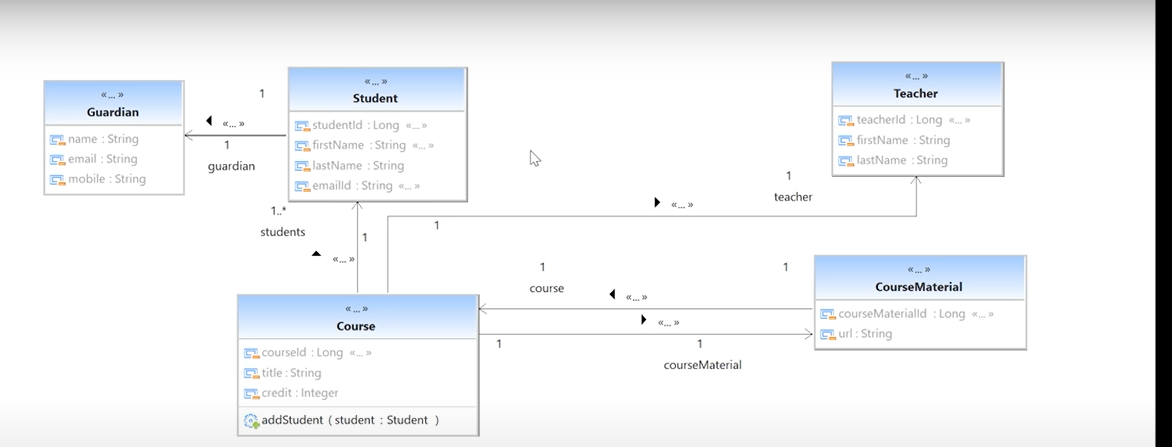 «... »
Guardian
name : String
email : String
mobile : String
1
«... »
1
guardian
«... »
Student
studentId : Long «... »
firstName : String «... »
lastName : String
emailId : String «... »
«... »
Teacher
teacherId : Long «... »
firstName : String
lastName : String
1
teacher
«... »
1
1..*
students
1
«... »
1
course
1
«... »
«... »
1
1
courseMaterial
«... »
CourseMaterial
courseMaterialId : Long «... »
url : String
«... »
Course
courseId : Long «... »
title : String
credit : Integer
addStudent ( student : Student )